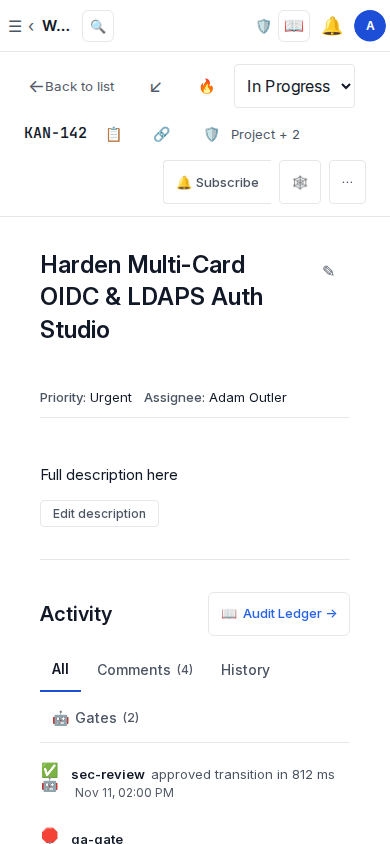 W...
A
Back to list
In Progress
KAN-142
Project + 2
Subscribe
...
Harden Multi-Card
OIDC & LDAPS Auth
Studio
Priority: Urgent Assignee: Adam Outler
Full description here
Edit description
Activity
Audit Ledger →
All
Comments (4)
History
Gates (2)
sec-review approved transition in 812 ms
Nov 11, 02:00 PM
qa-gate